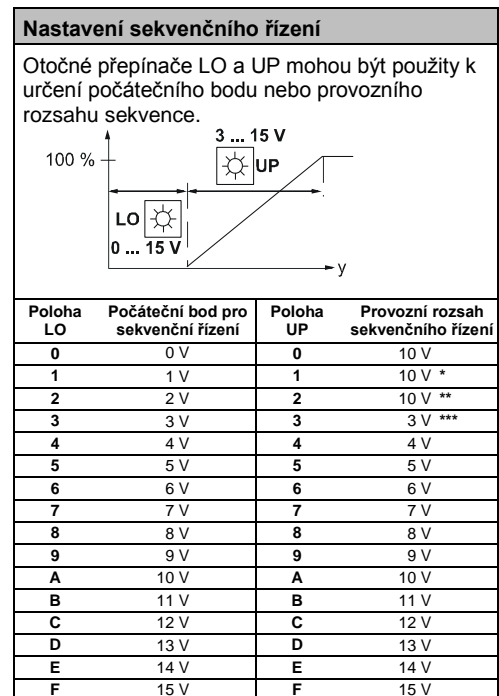 Nastavení sekvenčního řízení
Otočné přepínače LO a UP mohou být použity k
určení počátečního bodu nebo provozního
rozsahu sekvence.
3 ... 15 V
100 %
UP
LO
0 ... 15 V
y
Poloha LO Počáteční bod pro sekvenční řízení Poloha UP Provozní rozsah sekvenčního řízení
0 0 V 0 10 V
1 1 V 1 10 V *
2 2 V 2 10 V **
3 3 V 3 3 V ***
4 4 V 4 4 V
5 5 V 5 5 V
6 6 V 6 6 V
7 7 V 7 7 V
8 8 V 8 8 V
9 9 V 9 9 V
A 10 V A 10 V
B 11 V B 11 V
C 12 V C 12 V
D 13 V D 13 V
E 14 V E 14 V
F 15 V F 15 V